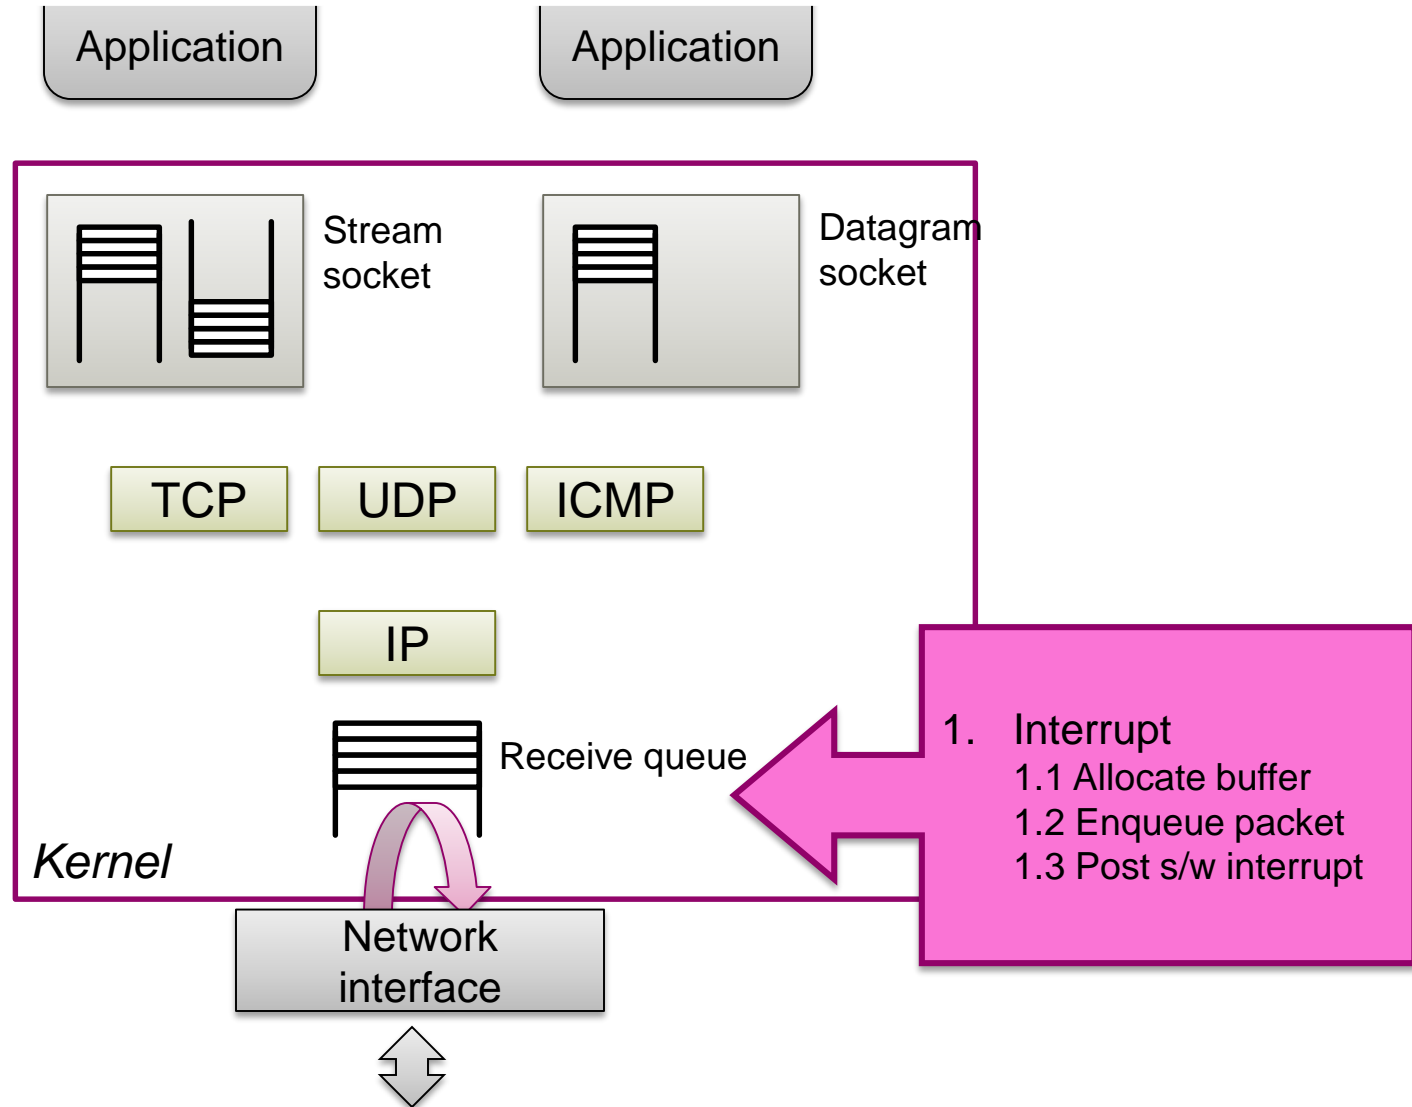 Application
Application
Stream
socket
Datagram
socket
TCP
UDP
ICMP
IP
Receive queue
1. Interrupt
1.1 Allocate buffer
1.2 Enqueue packet
1.3 Post s/w interrupt
Kernel
Network
interface